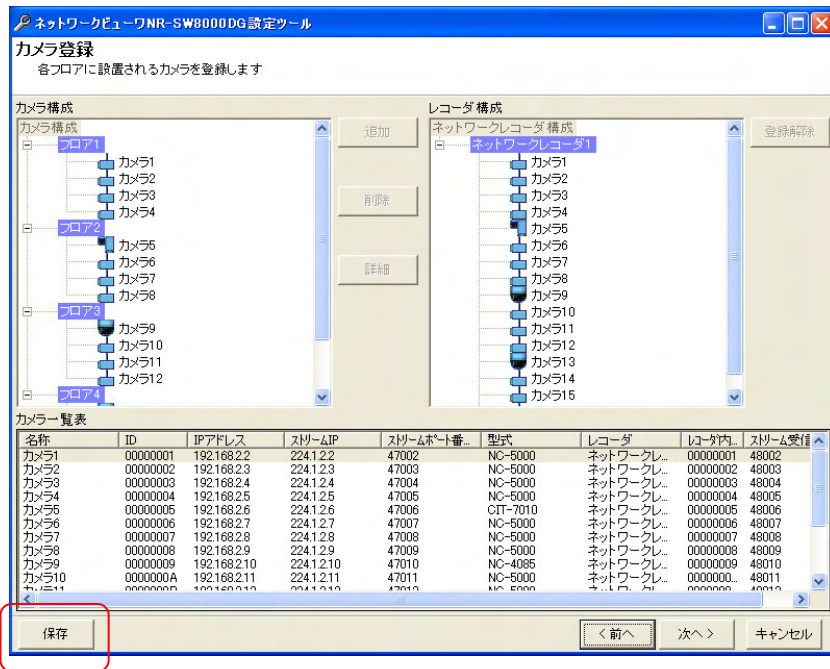 ネットワークビューワNR-SW8000DG設定ツール
カメラ登録
各フロアに設置されるカメラを登録します
カメラ構成
レコーダ構成
カメラ構成
フロア1
カメラ1
カメラ2
カメラ3
カメラ4
フロア2
カメラ5
カメラ6
カメラ7
カメラ8
フロア3
カメラ9
カメラ10
カメラ11
カメラ12
フロア4
追加
削除
詳細
ネットワークレコーダ構成
ネットワークレコーダ1
カメラ1
カメラ2
カメラ3
カメラ4
カメラ5
カメラ6
カメラ7
カメラ8
カメラ9
カメラ10
カメラ11
カメラ12
カメラ13
カメラ14
カメラ15
登録解除
カメラ一覧表
名称 ID IPアドレス ストリームIP ストリームポート番... 型式 レコーダ レコーダ内... ストリーム受信
カメラ1 00000001 192.168.2.2 224.1.2.2 47002 NC-5000 ネットワークレ... 00000001 48002
カメラ2 00000002 192.168.2.3 224.1.2.3 47003 NC-5000 ネットワークレ... 00000002 48003
カメラ3 00000003 192.168.2.4 224.1.2.4 47004 NC-5000 ネットワークレ... 00000003 48004
カメラ4 00000004 192.168.2.5 224.1.2.5 47005 NC-5000 ネットワークレ... 00000004 48005
カメラ5 00000005 192.168.2.6 224.1.2.6 47006 CIT-7010 ネットワークレ... 00000005 48006
カメラ6 00000006 192.168.2.7 224.1.2.7 47007 NC-5000 ネットワークレ... 00000006 48007
カメラ7 00000007 192.168.2.8 224.1.2.8 47008 NC-5000 ネットワークレ... 00000007 48008
カメラ8 00000008 192.168.2.9 224.1.2.9 47009 NC-5000 ネットワークレ... 00000008 48009
カメラ9 00000009 192.168.2.10 224.1.2.10 47010 NC-4085 ネットワークレ... 00000009 48010
カメラ10 0000000A 192.168.2.11 224.1.2.11 47011 NC-5000 ネットワークレ... 0000000... 48011
保存
< 前へ
次へ >
キャンセル